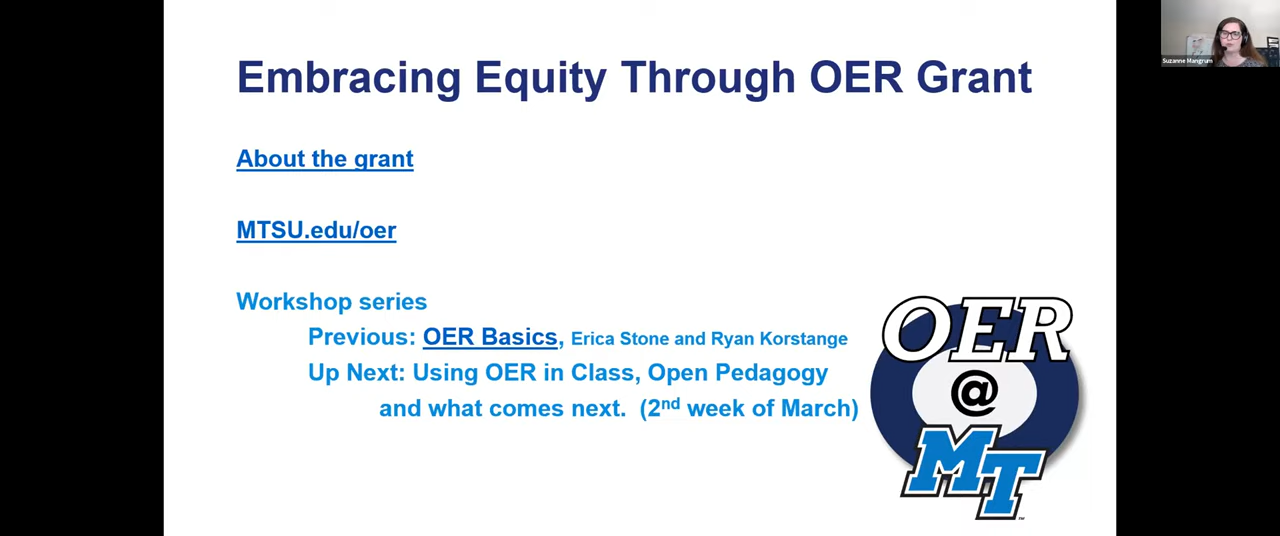 Embracing Equity Through OER Grant
Suzanne Mangrum
About the grant
MTSU.edu/oer
Workshop series
Previous: OER Basics, Erica Stone and Ryan Korstange
Up Next: Using OER in Class, Open Pedagogy
and what comes next. (2nd week of March)
OER
@
MT
TM